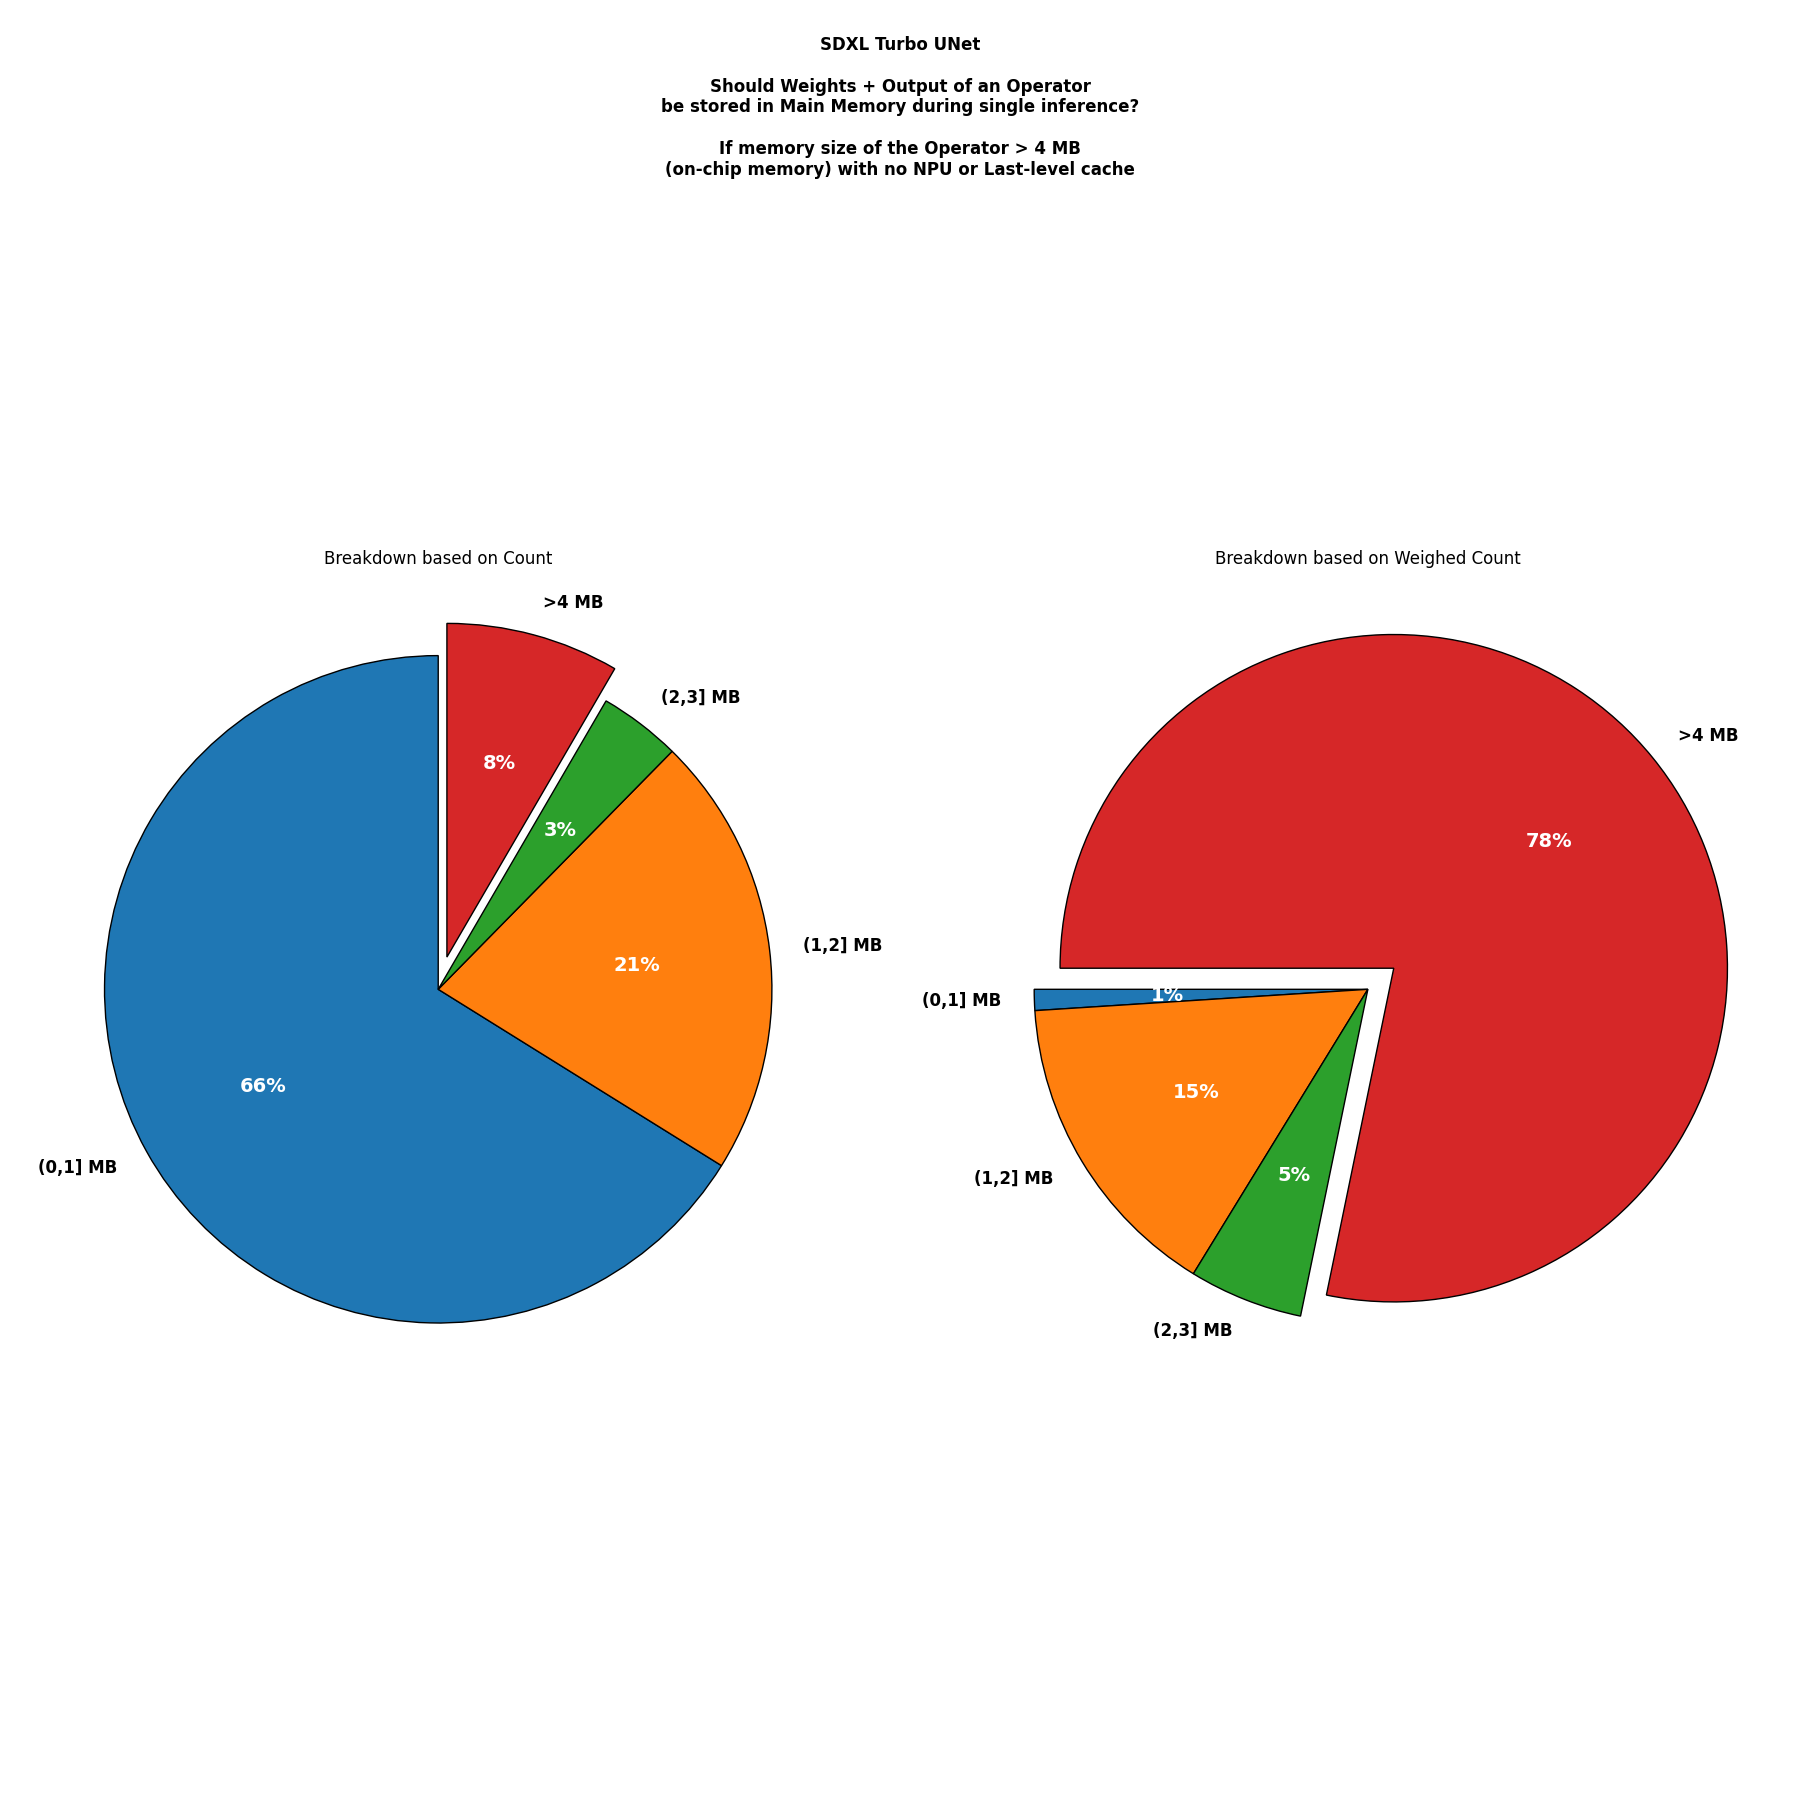 SDXL Turbo UNet
Should Weights + Output of an Operator
be stored in Main Memory during single inference?
If memory size of the Operator > 4 MB
(on-chip memory) with no NPU or Last-level cache
Breakdown based on Count
>4 MB
(2,3] MB
8%
3%
(1,2] MB
21%
66%
(0,1] MB
Breakdown based on Weighed Count
>4 MB
78%
(0,1] MB
1%
15%
(1,2] MB
5%
(2,3] MB